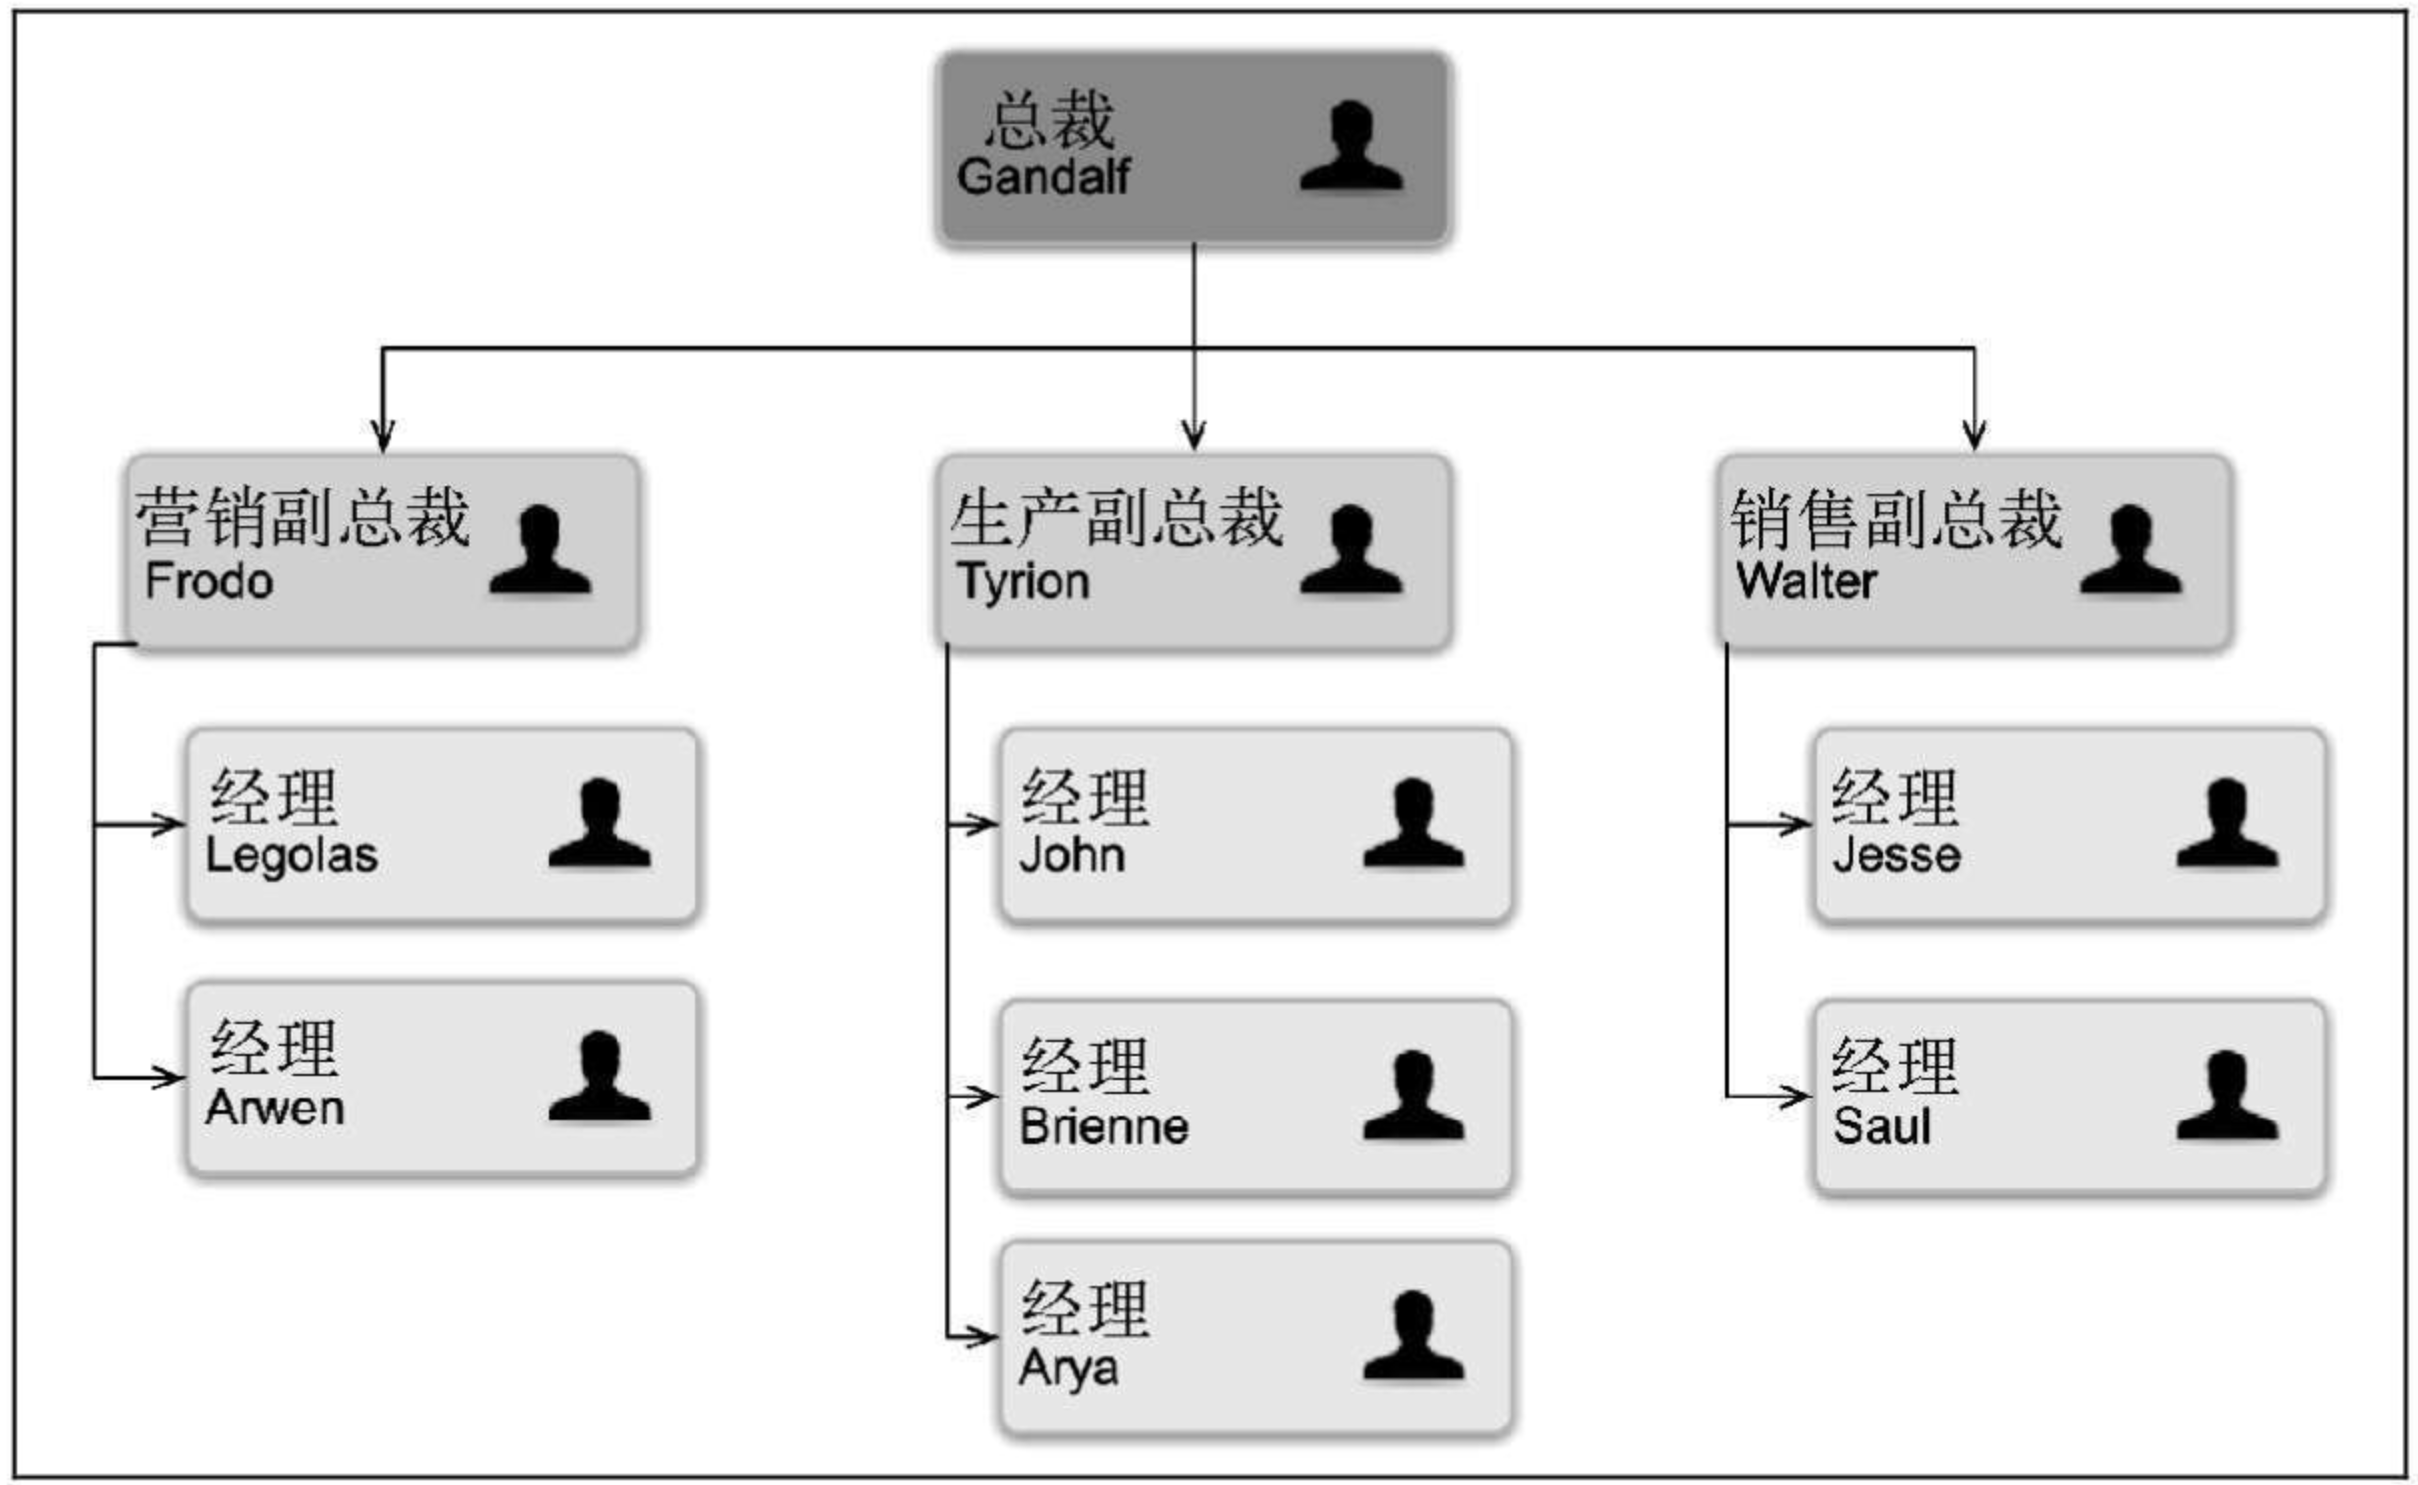 总裁
Gandalf
营销副总裁
Frodo
生产副总裁
Tyrion
销售副总裁
Walter
经理
Legolas
经理
John
经理
Jesse
经理
Arwen
经理
Brienne
经理
Saul
经理
Arya